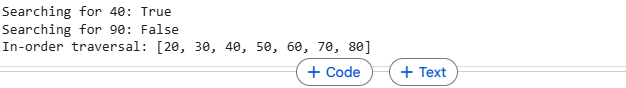 Searching for 40: True
Searching for 90: False
In-order traversal: [20, 30, 40, 50, 60, 70, 80]
+ Code + Text